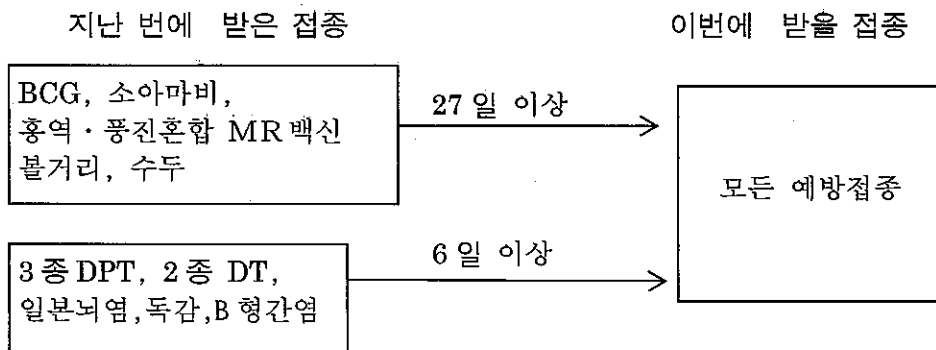 지난 번에 받은 접종
이번에 받을 접종
BCG, 소아마비,
홍역·풍진혼합 MR백신
볼거리, 수두
27일 이상
모든 예방접종
3종DPT, 2종 DT,
일본뇌염,독감,B형간염
6일 이상